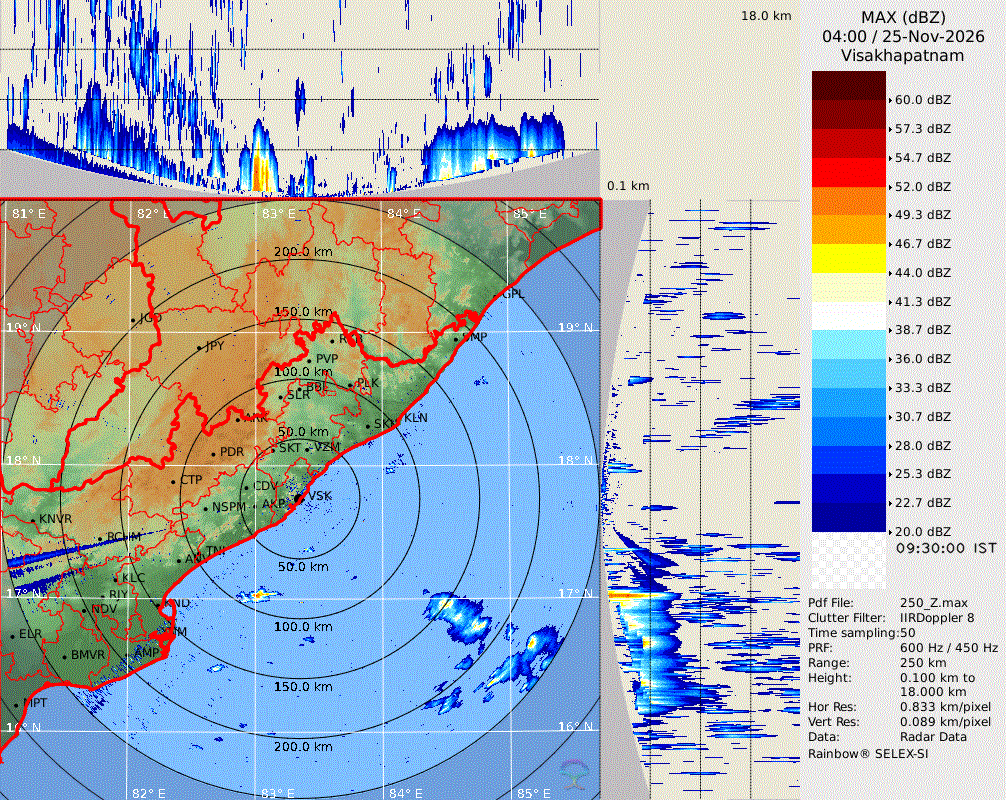 18.0 km
MAX (dBZ)
04:00 / 25-Nov-2026
Visakhapatnam
60.0 dBZ
57.3 dBZ
54.7 dBZ
52.0 dBZ
49.3 dBZ
46.7 dBZ
44.0 dBZ
41.3 dBZ
38.7 dBZ
36.0 dBZ
33.3 dBZ
30.7 dBZ
28.0 dBZ
25.3 dBZ
22.7 dBZ
20.0 dBZ
09:30:00 IST
Pdf File: 250_Z.max
Clutter Filter: IIRDoppler 8
Time sampling:50
PRF: 600 Hz / 450 Hz
Range: 250 km
Height: 0.100 km to
18.000 km
Hor Res: 0.833 km/pixel
Vert Res: 0.089 km/pixel
Data: Radar Data
Rainbow® SELEX-SI
0.1 km
81° E 82° E 83° E 84° E 85° E
200.0 km
GPL
150.0 km
JGD
19° N 19° N
SMP
JPY
PVP
100.0 km
BBL PLK
SLR
KLN
50.0 km
SKT VZM
PDR
18° N 18° N
CTP
CDV
VSK
NSPM AKP
KNVR
TNI
50.0 km
KLC
RJY
17° N 17° N
KND
NDV
100.0 km
ELR
BMVR AMP
150.0 km
MPT
16° N 16° N
200.0 km
82° E 83° E 84° E 85° E